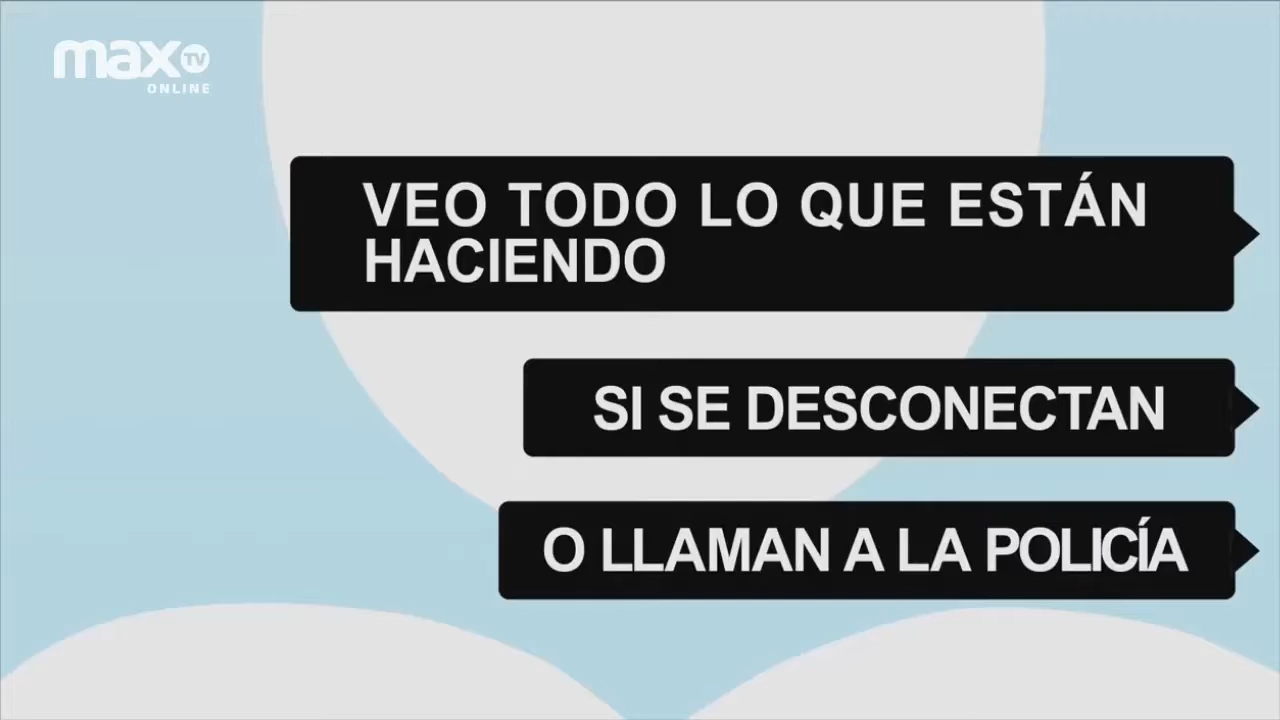 max TV
ONLINE
VEO TODO LO QUE ESTÁN
HACIENDO
SI SE DESCONECTAN
O LLAMAN A LA POLICÍA